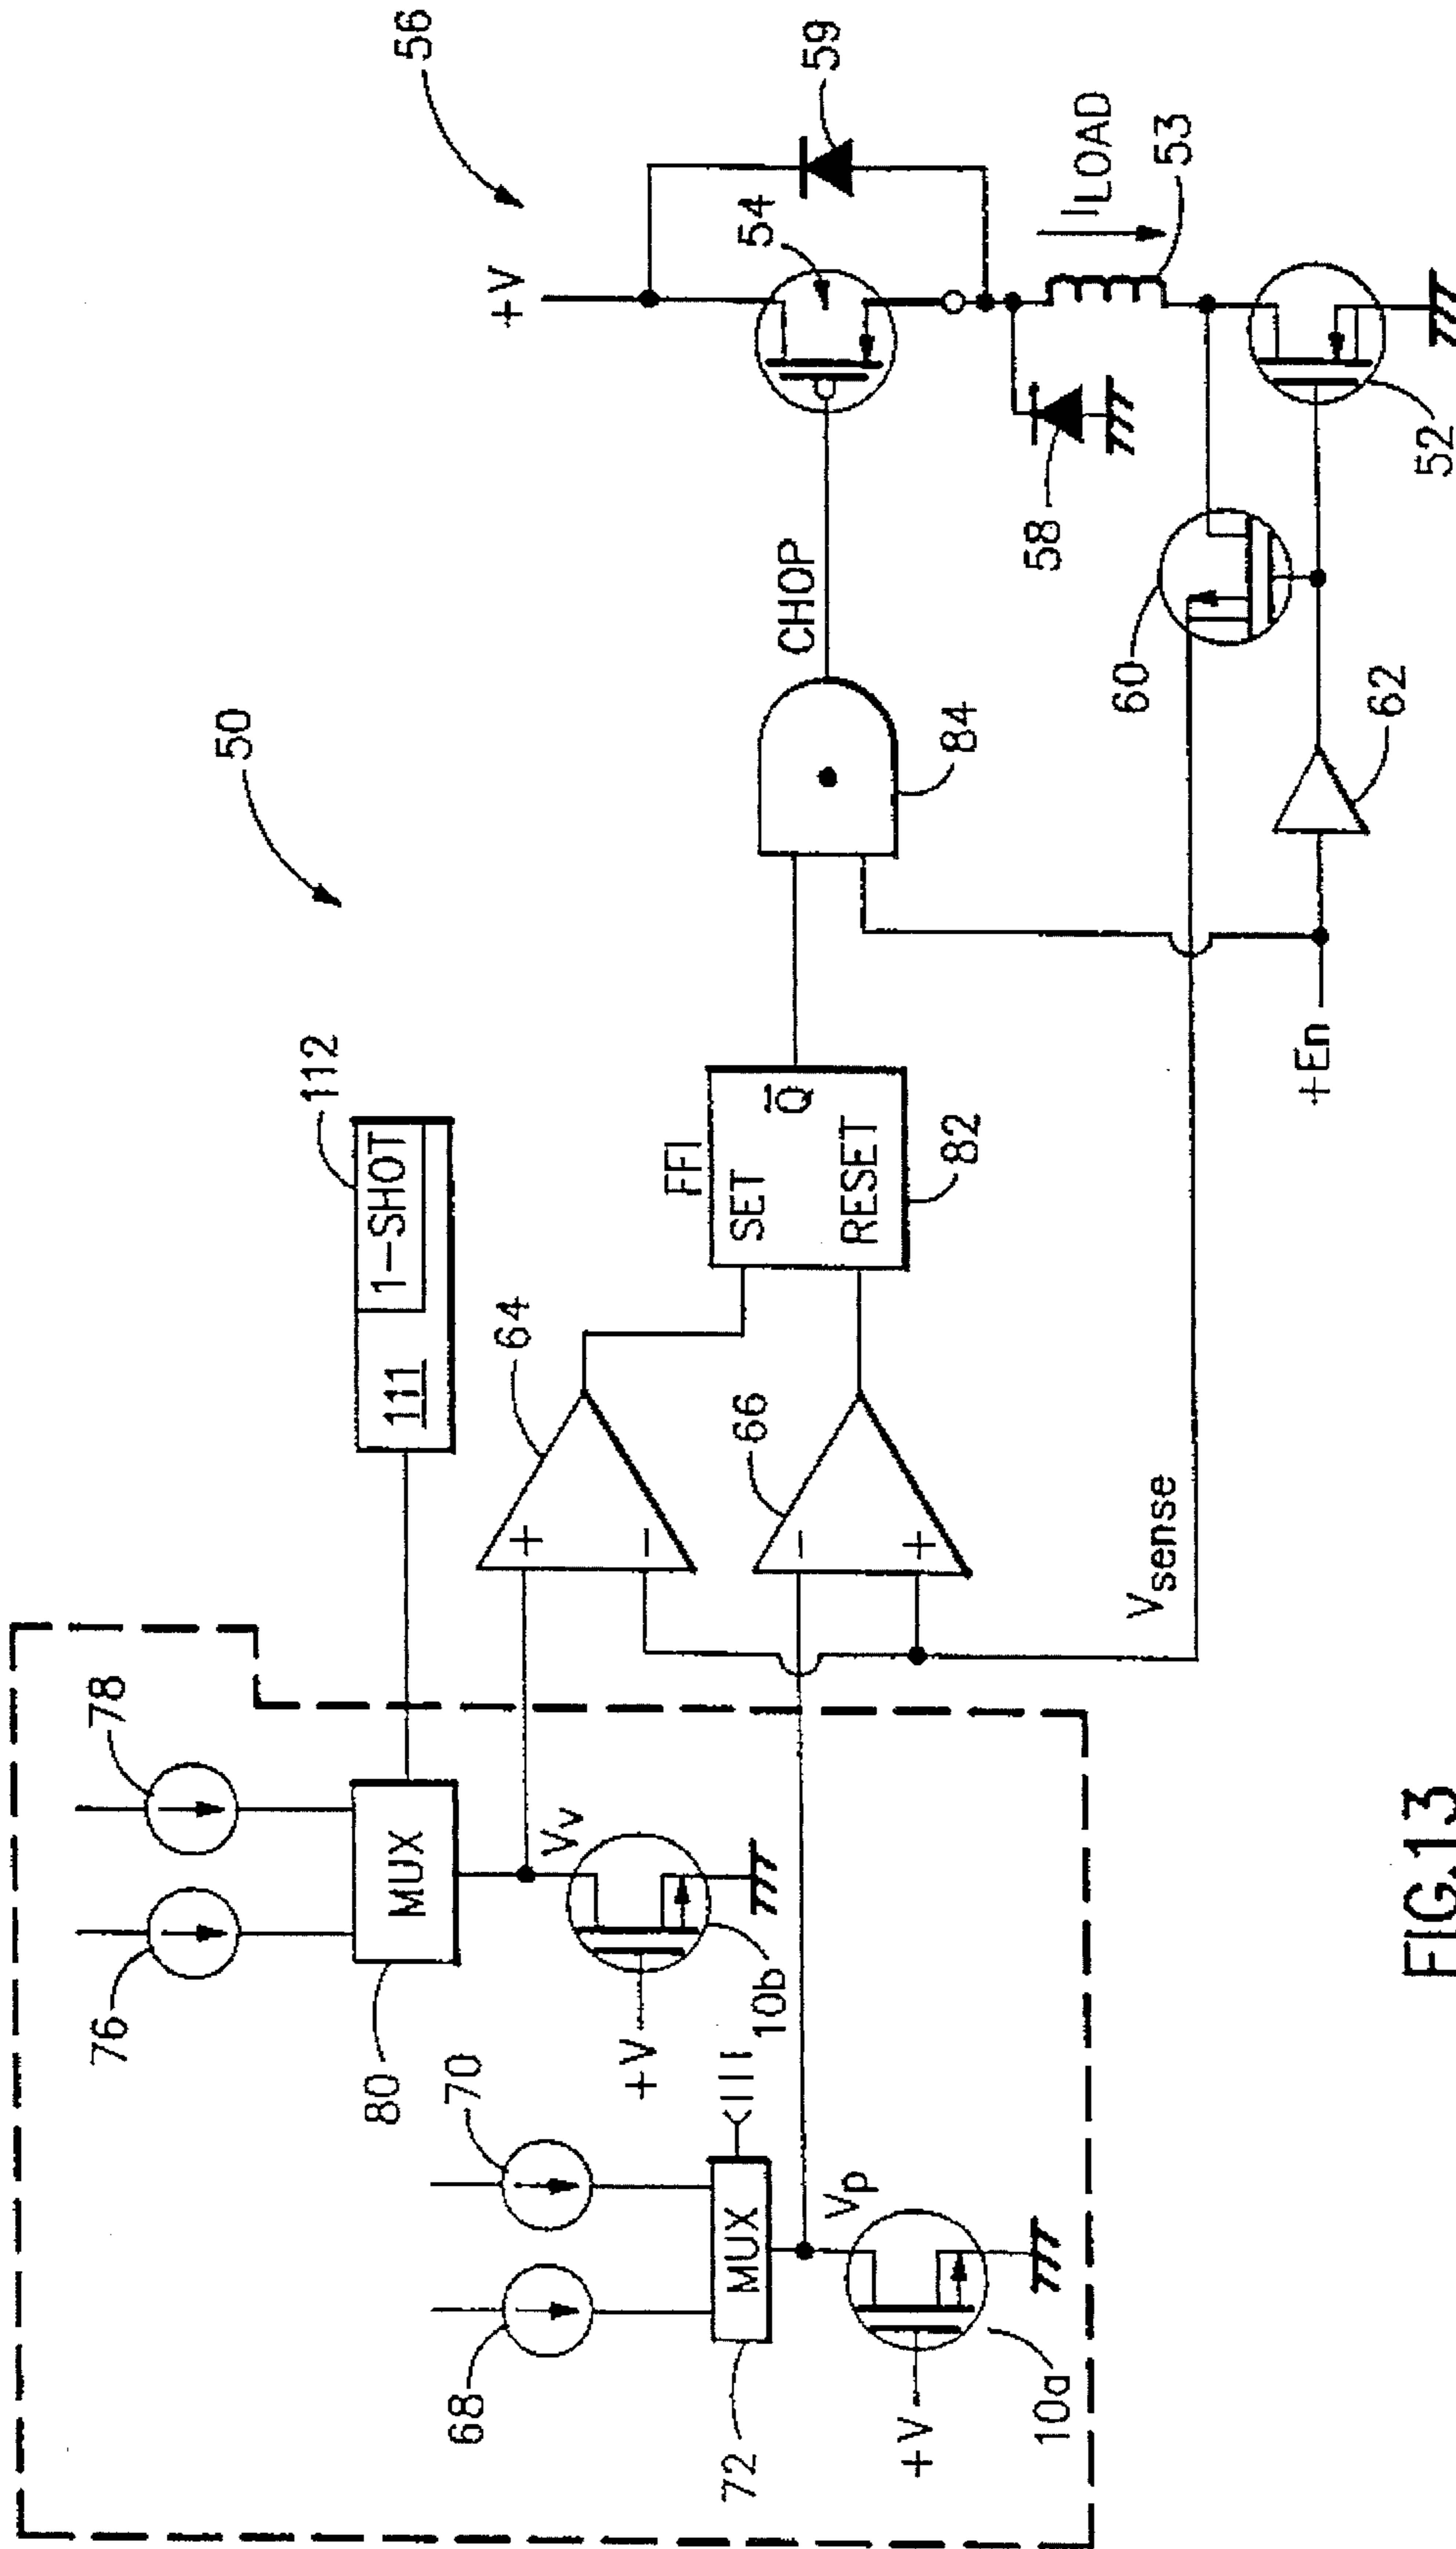 56
+V
59
54
ILOAD
53
58
52
60
62
CHOP
84
50
+En
112
1-SHOT
111
FF1
SET
Q̅
RESET
82
64
+
−
66
−
+
Vsense
78
76
MUX
80
Vv
+V
10b
70
68
MUX
72
111
Vp
+V
10a
FIG.13